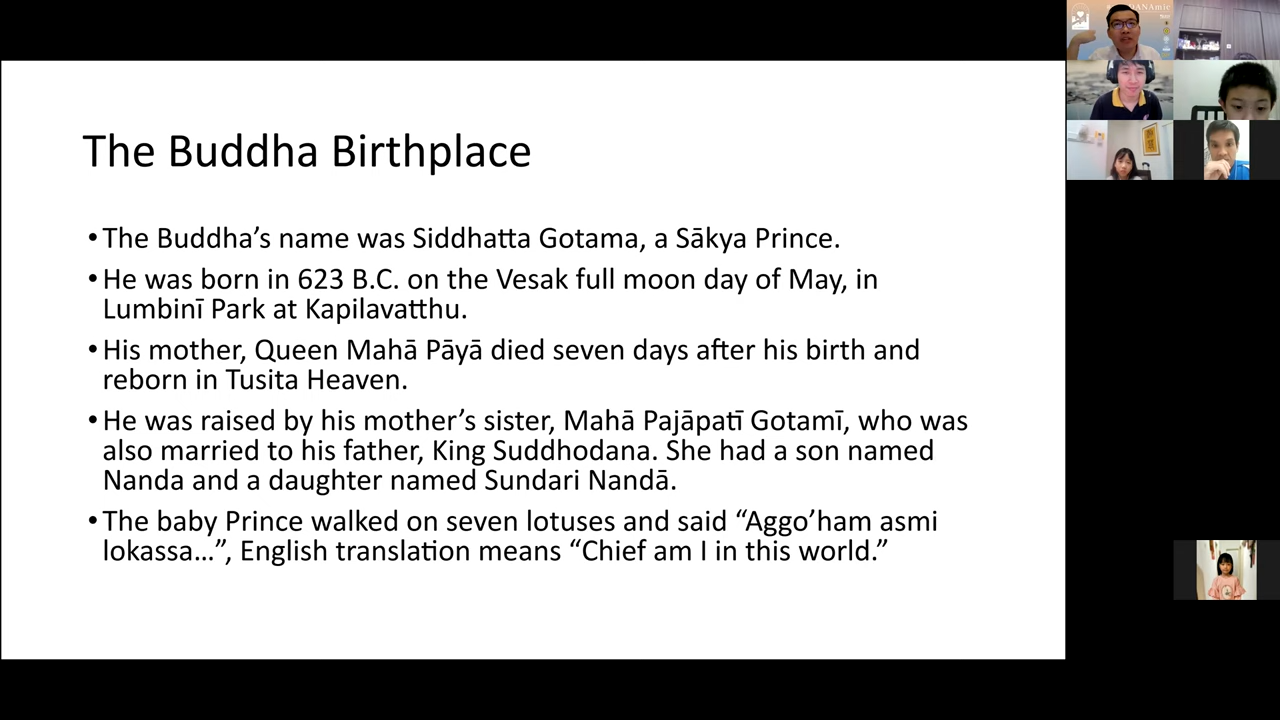 The Buddha Birthplace
•The Buddha’s name was Siddhatta Gotama, a Sākya Prince.
•He was born in 623 B.C. on the Vesak full moon day of May, in
Lumbinī Park at Kapilavatthu.
•His mother, Queen Mahā Pāyā died seven days after his birth and
reborn in Tusita Heaven.
•He was raised by his mother’s sister, Mahā Pajāpatī Gotamī, who was
also married to his father, King Suddhodana. She had a son named
Nanda and a daughter named Sundari Nandā.
•The baby Prince walked on seven lotuses and said “Aggo’ham asmi
lokassa…”, English translation means “Chief am I in this world.”